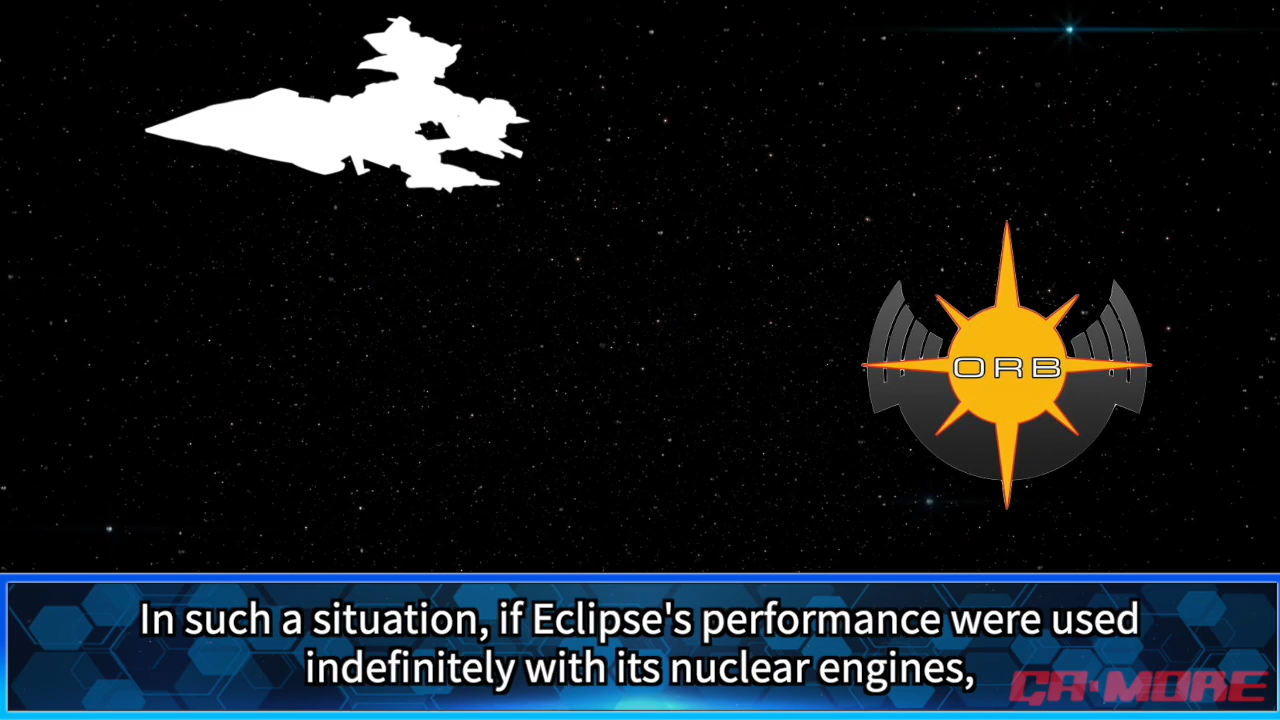 ORB
In such a situation, if Eclipse's performance were used
indefinitely with its nuclear engines,
GA·MORE